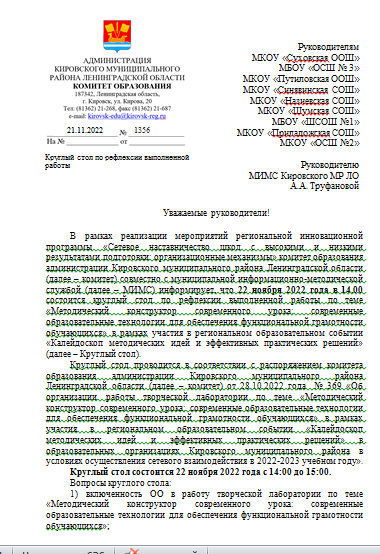 АДМИНИСТРАЦИЯ
КИРОВСКОГО МУНИЦИПАЛЬНОГО
РАЙОНА ЛЕНИНГРАДСКОЙ ОБЛАСТИ
КОМИТЕТ ОБРАЗОВАНИЯ
187342, Ленинградская область,
г. Кировск, ул. Кирова, 20
Тел: (81362) 21-268, факс (81362) 21-687
e-mail: kirovsk-edu@kirovsk-reg.ru
21.11.2022 № 1356
На № от
Круглый стол по рефлексии выполненной
работы
Руководителям
МКОУ «Суховская ООШ»
МБОУ «ОСШ № 3»
МКОУ «Путиловская ООШ»
МКОУ «Синявинская ООШ»
МКОУ «Назиевская СОШ»
МКОУ «Шумская СОШ»
МБОУ «ШСОШ №1»
МКОУ «Приладожская СОШ»
МКОУ «ОСШ №2»
Руководителю
МИМС Кировского МР ЛО
А.А. Труфановой
Уважаемые руководители!
В рамках реализации мероприятий региональной инновационной
программы «Сетевое наставничество школ с высокими и низкими
результатами подготовки: организационные механизмы» комитет образования
администрации Кировского муниципального района Ленинградской области
(далее – комитет) совместно с муниципальной информационно-методической
службой (далее – МИМС) информирует, что 22 ноября 2022 года в 14.00
состоится круглый стол по рефлексии выполненной работы по теме
«Методический конструктор современного урока: современные
образовательные технологии для обеспечения функциональной грамотности
обучающихся» в рамках участия в региональном образовательном событии
«Калейдоскоп методических идей и эффективных практических решений»
(далее – Круглый стол).
Круглый стол проводится в соответствии с распоряжением комитета
образования администрации Кировского муниципального района
Ленинградской области (далее – комитет) от 28.10.2022 года № 369 «Об
организации работы творческой лаборатории по теме «Методический
конструктор современного урока: современные образовательные технологии
для обеспечения функциональной грамотности обучающихся» в рамках
участия в региональном образовательном событии «Калейдоскоп
методических идей и эффективных практических решений» в
образовательных организациях Кировского муниципального района в
условиях осуществления сетевого взаимодействия в 2022-2023 учебном году».
Круглый стол состоится 22 ноября 2022 года с 14:00 до 15:00.
Вопросы круглого стола:
1) включенность ОО в работу творческой лаборатории по теме
«Методический конструктор современного урока: современные
образовательные технологии для обеспечения функциональной грамотности
обучающихся»;